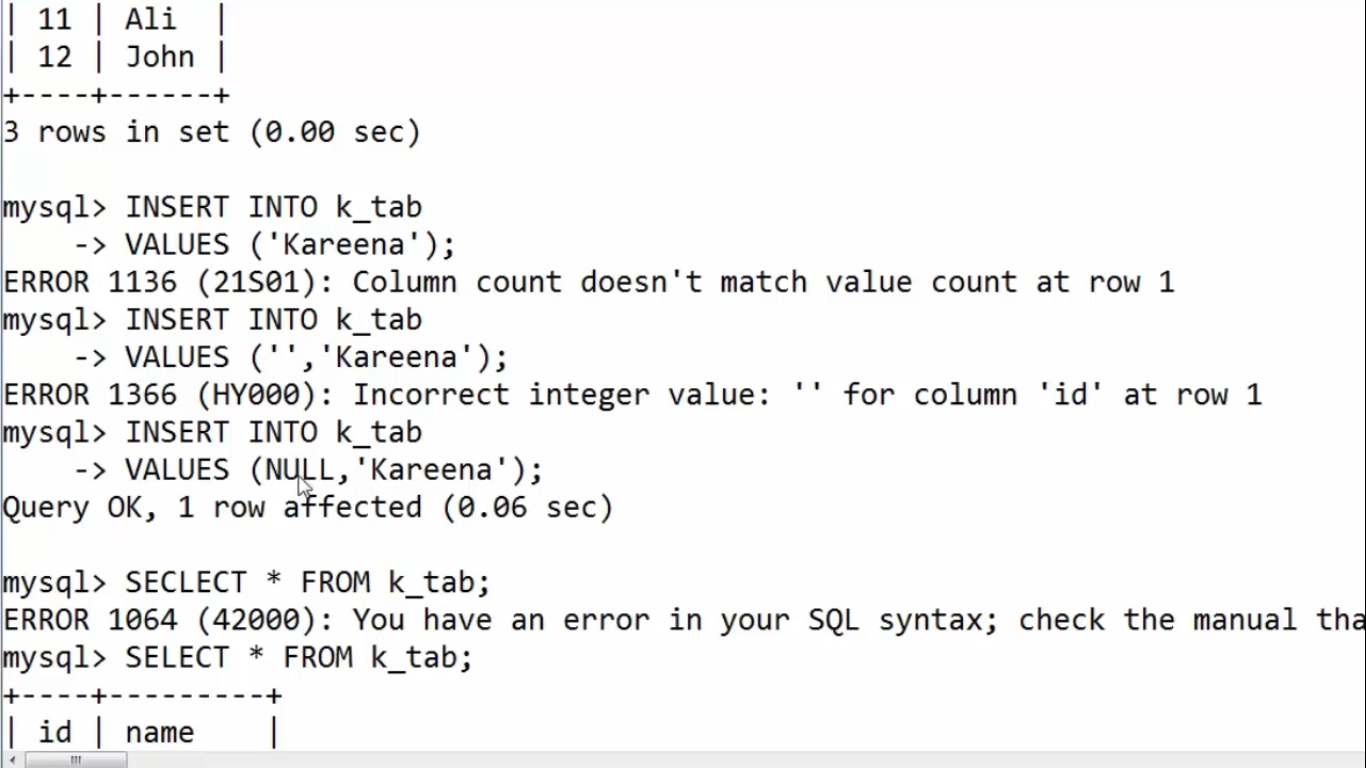 | 11 | Ali  |
| 12 | John |
+----+------+
3 rows in set (0.00 sec)
mysql> INSERT INTO k_tab
    -> VALUES ('Kareena');
ERROR 1136 (21S01): Column count doesn't match value count at row 1
mysql> INSERT INTO k_tab
    -> VALUES ('','Kareena');
ERROR 1366 (HY000): Incorrect integer value: '' for column 'id' at row 1
mysql> INSERT INTO k_tab
    -> VALUES (NULL,'Kareena');
Query OK, 1 row affected (0.06 sec)
mysql> SECLECT * FROM k_tab;
ERROR 1064 (42000): You have an error in your SQL syntax; check the manual tha
mysql> SELECT * FROM k_tab;
+----+---------+
| id | name    |